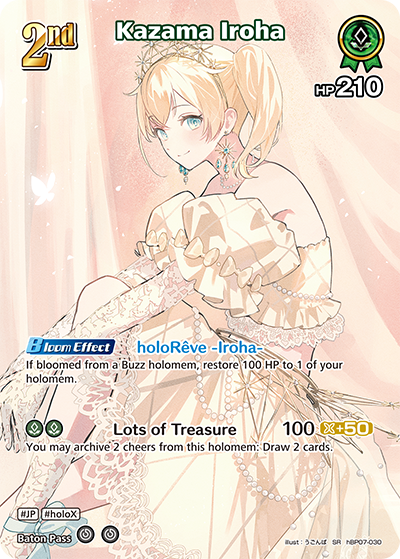 2nd
Kazama Iroha
HP210
Bloom Effect holoRêve -Iroha-
If bloomed from a Buzz holomem, restore 100 HP to 1 of your
holomem.
Lots of Treasure 100 +50
You may archive 2 cheers from this holomem: Draw 2 cards.
#JP #holoX
Baton Pass
illust : うこんぱ SR hBP07-030